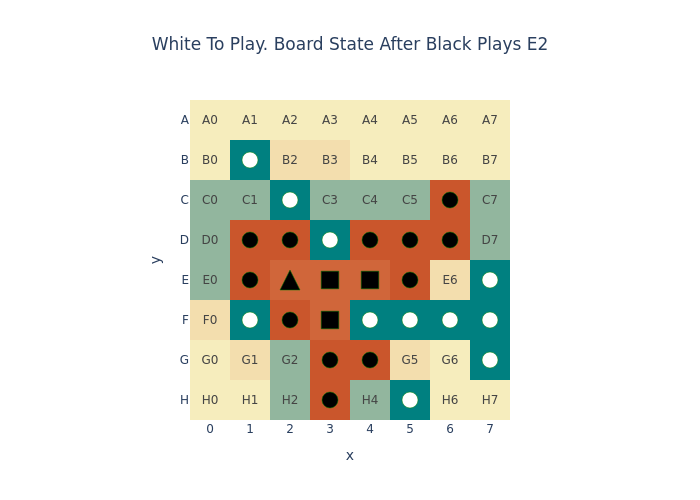 White To Play. Board State After Black Plays E2
A A0 A1 A2 A3 A4 A5 A6 A7
B B0 B2 B3 B4 B5 B6 B7
C C0 C1 C3 C4 C5 C7
D D0 D7
E E0 E6
F F0
G G0 G1 G2 G5 G6
H H0 H1 H2 H4 H6 H7
0 1 2 3 4 5 6 7
x
y